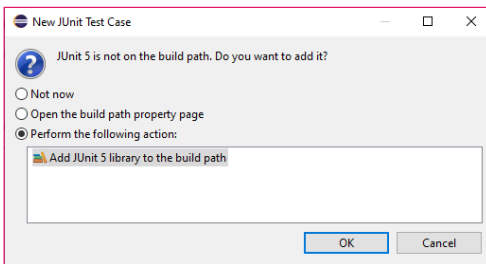 New JUnit Test Case
JUnit 5 is not on the build path. Do you want to add it?
Not now
Open the build path property page
Perform the following action:
Add JUnit 5 library to the build path
OK Cancel